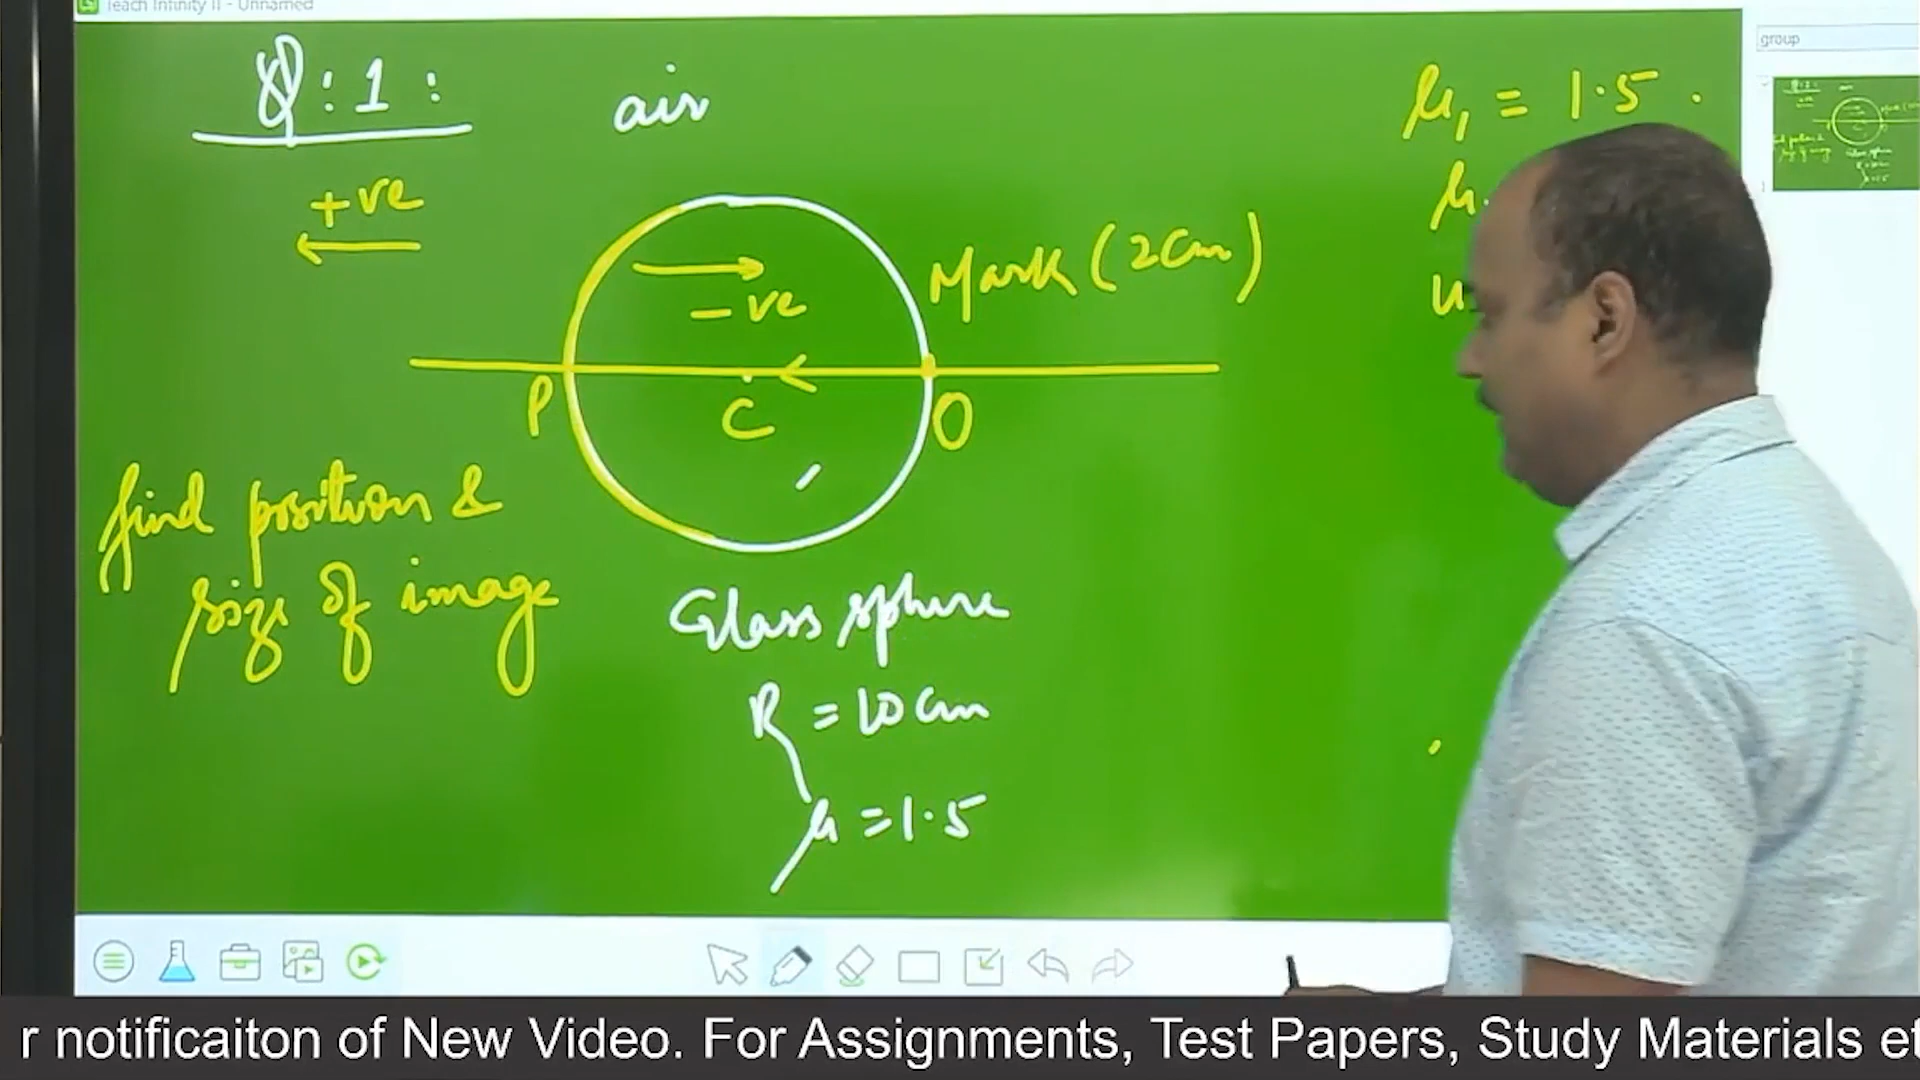 Teach Infinity II - Unnamed
group
Q:1:
air
μ₁ = 1.5
+ve
μ
Mark (2cm)
-ve
u
P
C
O
find position &
size of image
Glass sphere
R = 10 cm
μ = 1.5
r notificaiton of New Video. For Assignments, Test Papers, Study Materials et